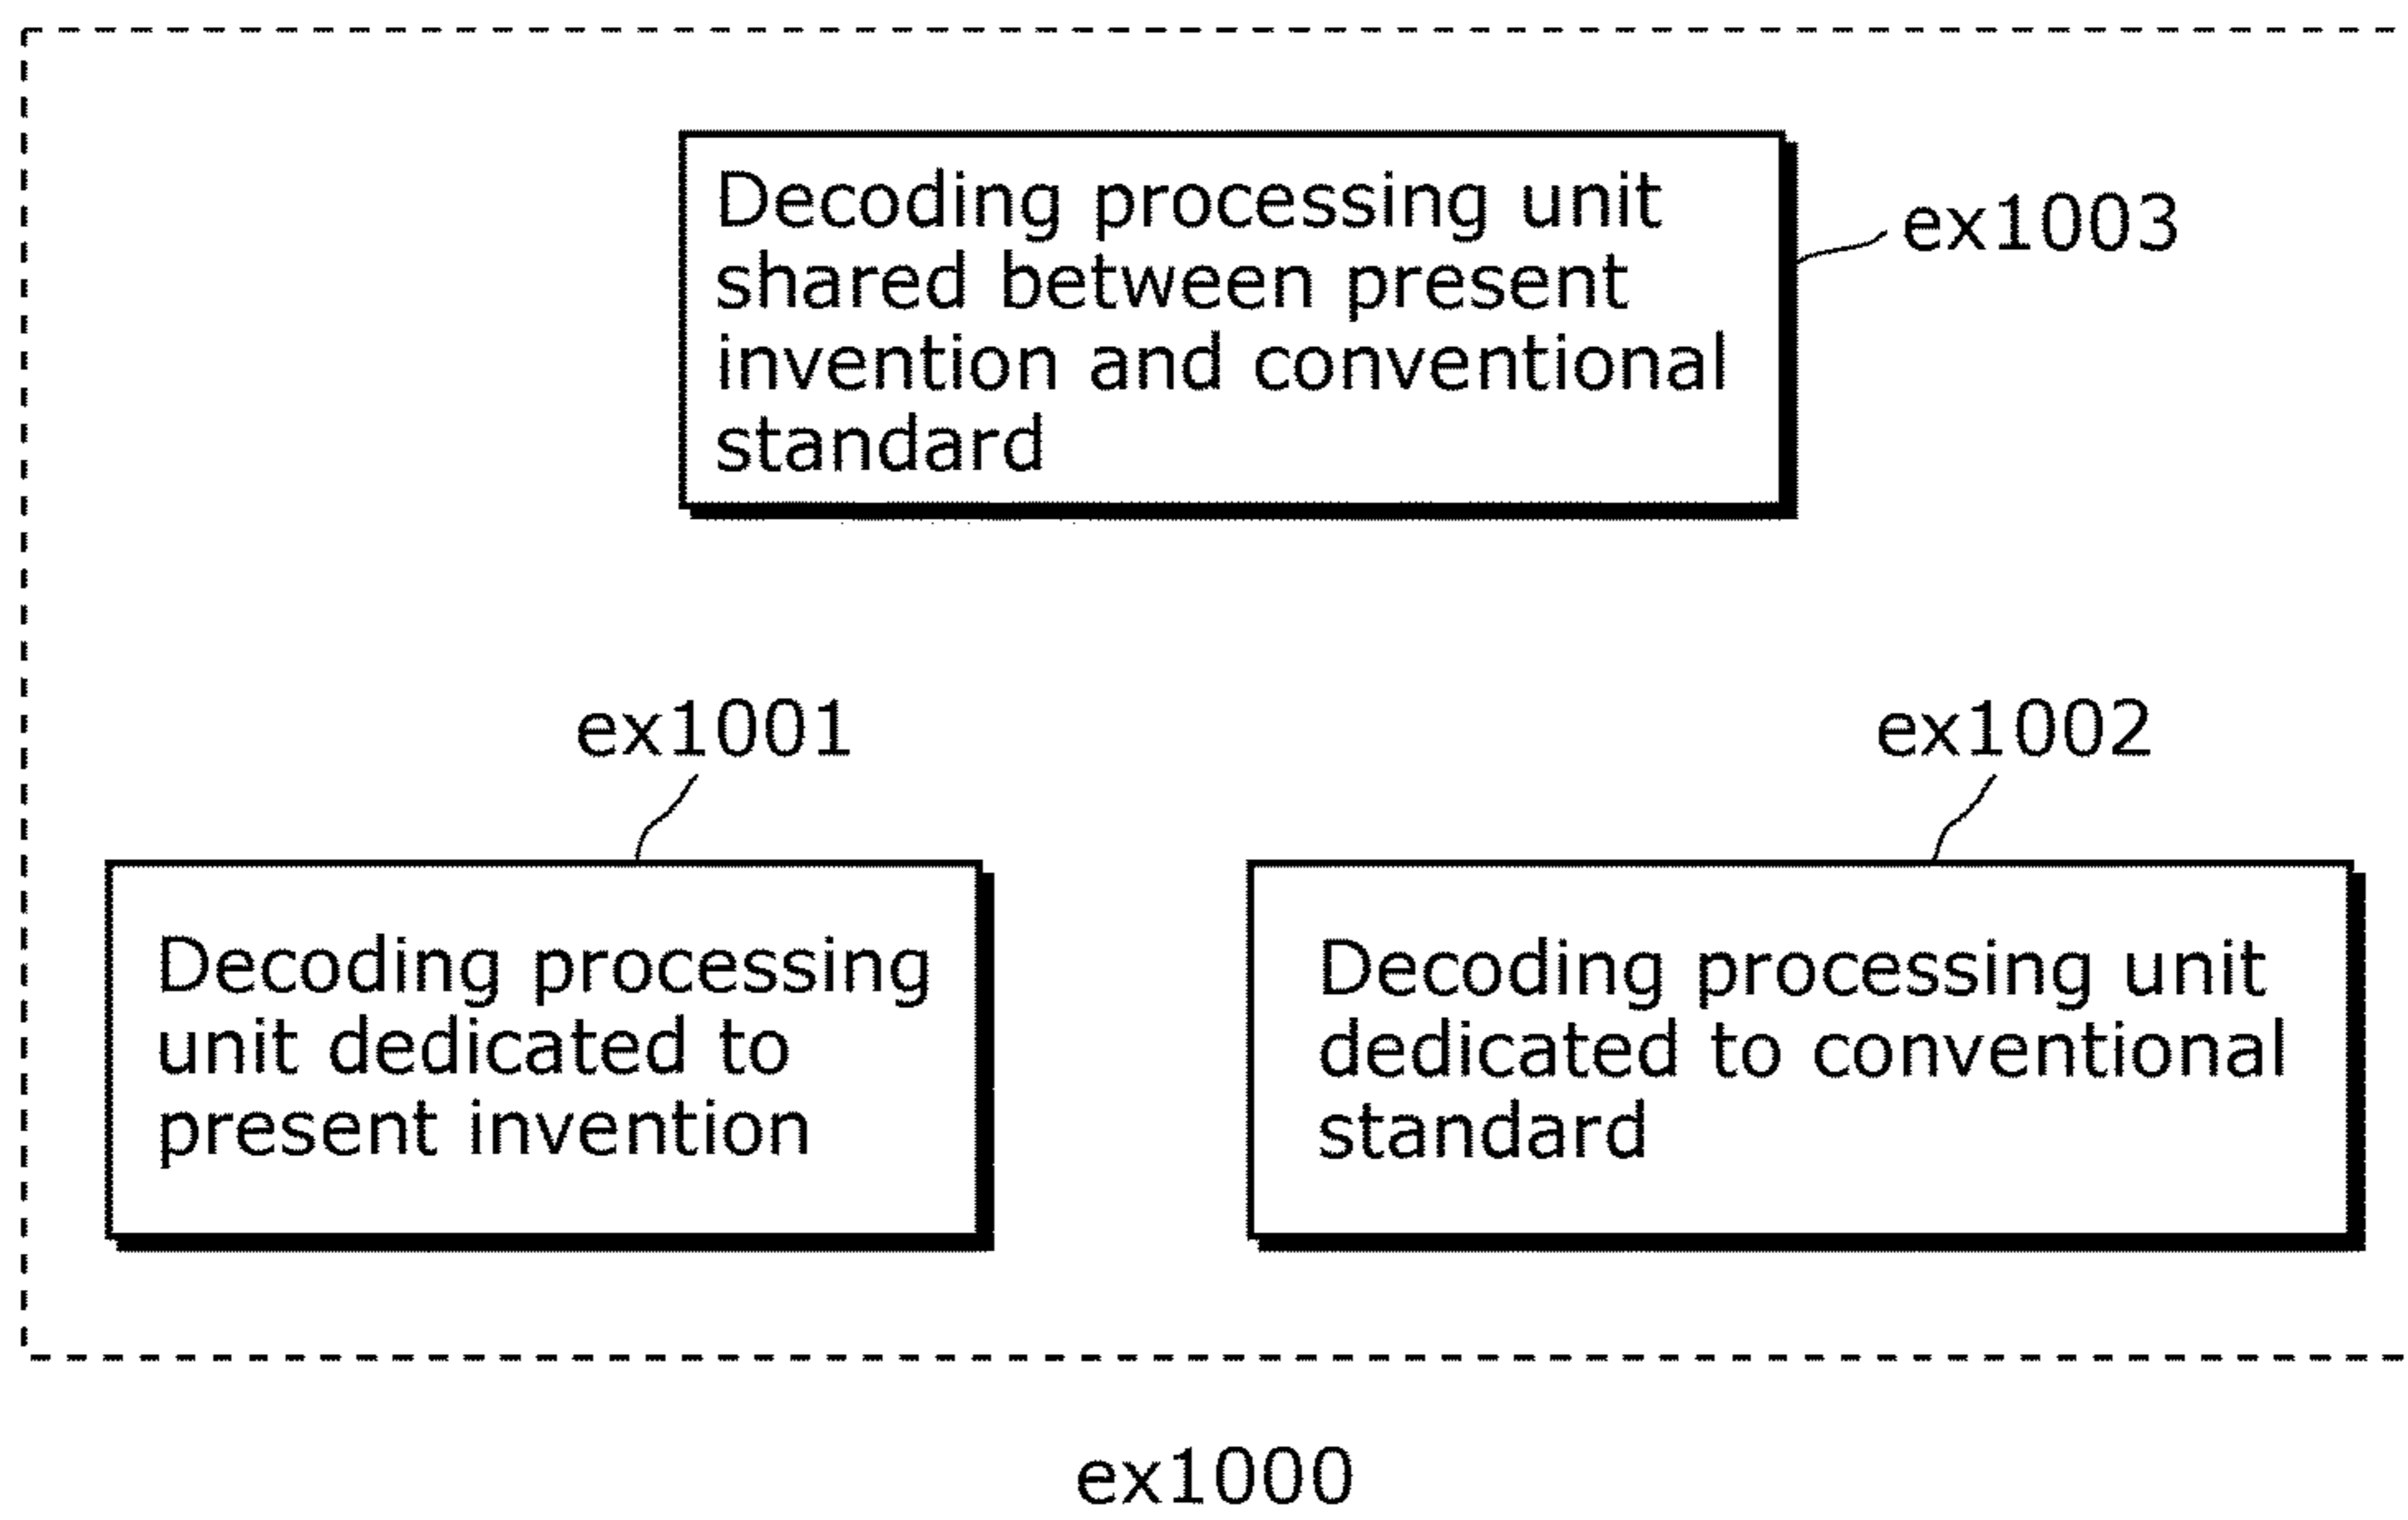 Decoding processing unit
shared between present
invention and conventional
standard
ex1003
ex1001
ex1002
Decoding processing
unit dedicated to
present invention
Decoding processing unit
dedicated to conventional
standard
ex1000